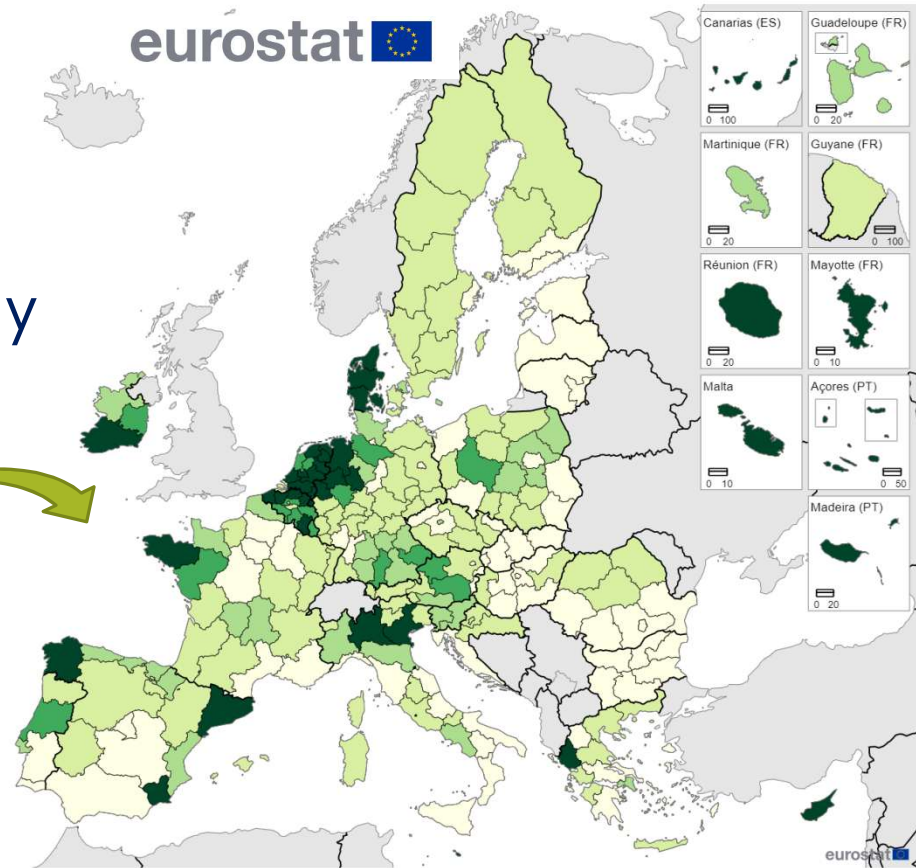 eurostat
y
Canarias (ES)
0 100
Guadeloupe (FR)
0 20
Martinique (FR)
0 20
Guyane (FR)
0 100
Réunion (FR)
0 20
Mayotte (FR)
0 10
Malta
0 10
Açores (PT)
0 50
Madeira (PT)
0 20
eurostat